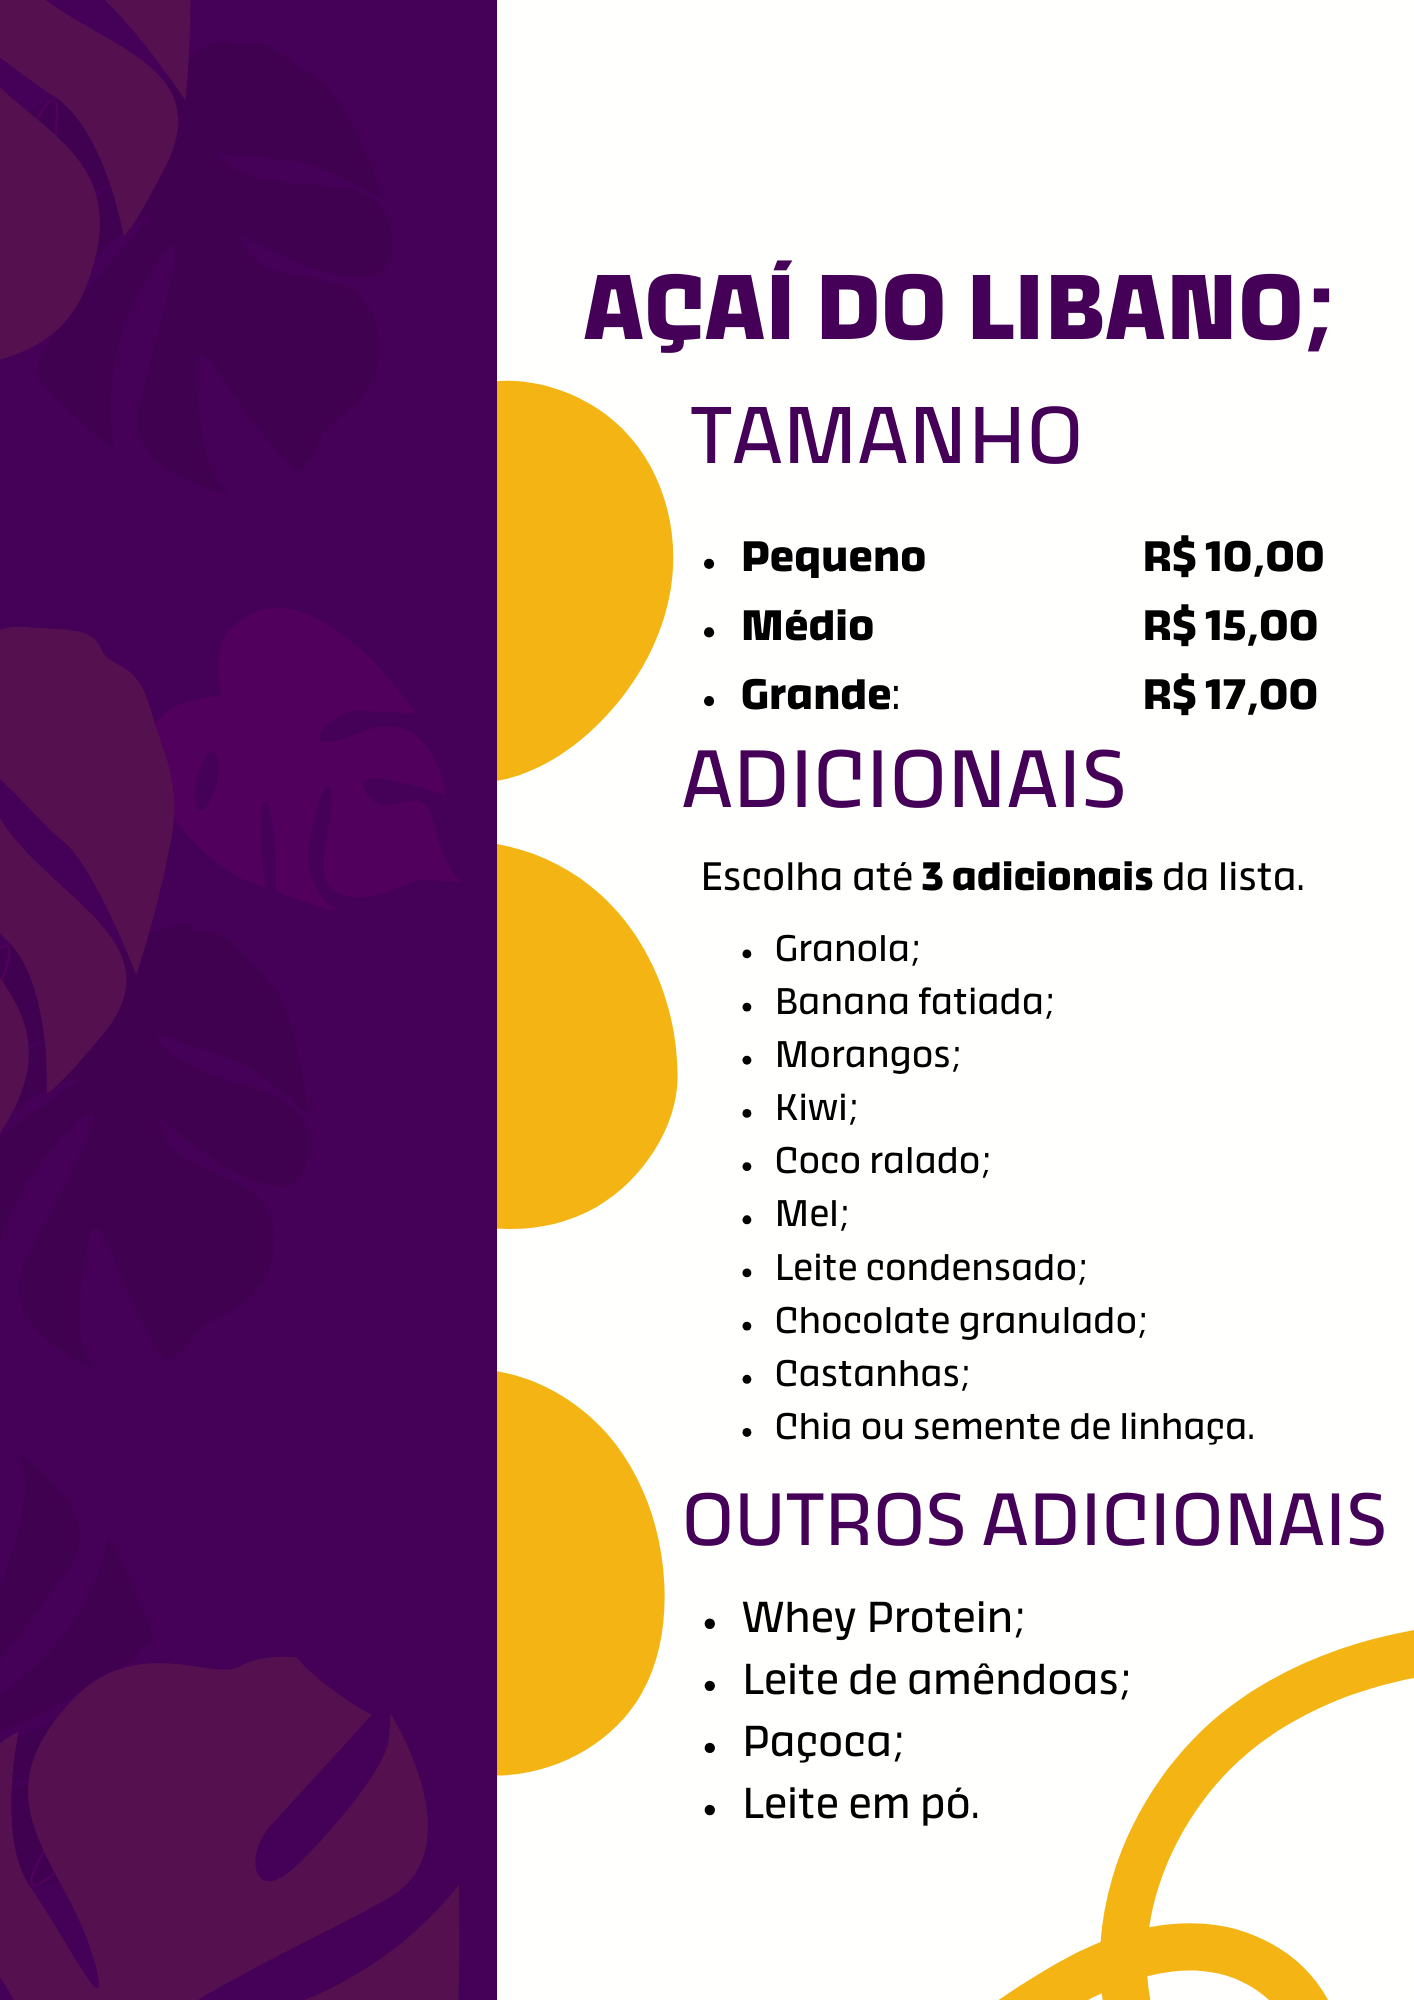 AÇAÍ DO LIBANO;
TAMANHO
• Pequeno R$ 10,00
• Médio R$ 15,00
• Grande: R$ 17,00
ADICIONAIS
Escolha até 3 adicionais da lista.
• Granola;
• Banana fatiada;
• Morangos;
• Kiwi;
• Coco ralado;
• Mel;
• Leite condensado;
• Chocolate granulado;
• Castanhas;
• Chia ou semente de linhaça.
OUTROS ADICIONAIS
• Whey Protein;
• Leite de amêndoas;
• Paçoca;
• Leite em pó.